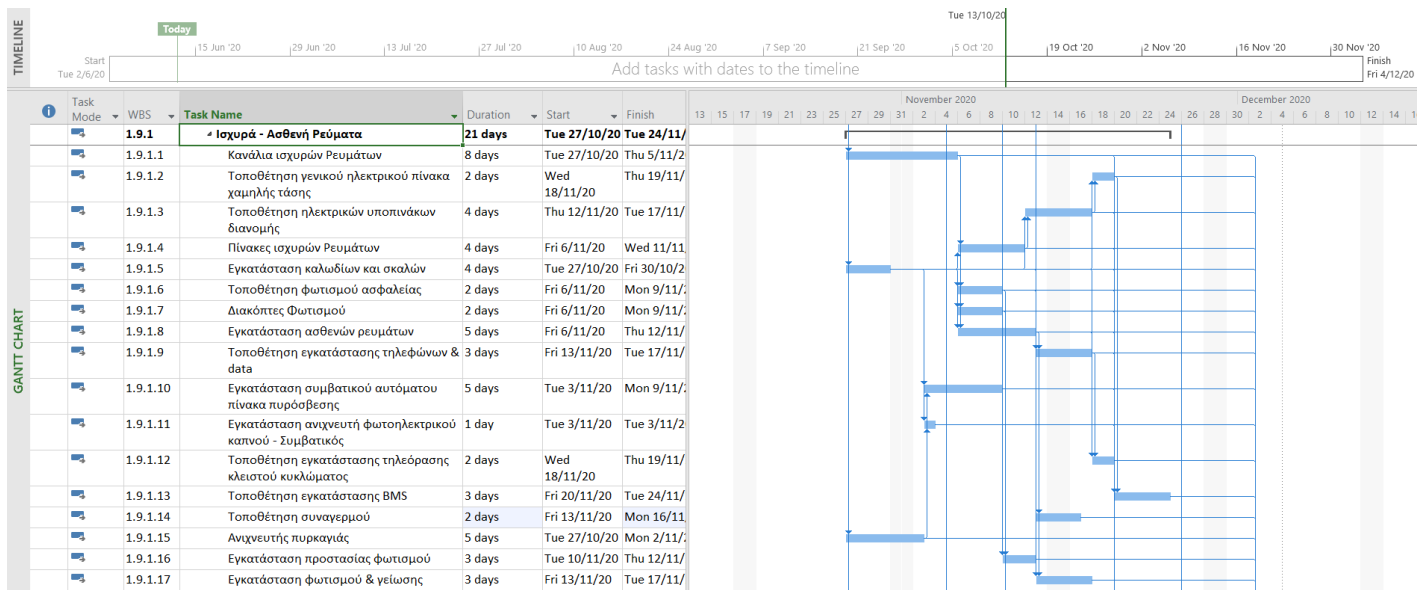 TIMELINE
Tue 13/10/20
Today
15 Jun '20 29 Jun '20 13 Jul '20 27 Jul '20 10 Aug '20 24 Aug '20 7 Sep '20 21 Sep '20 5 Oct '20 19 Oct '20 2 Nov '20 16 Nov '20 30 Nov '20
Start
Tue 2/6/20
Add tasks with dates to the timeline
Finish
Fri 4/12/20
GANTT CHART
Task Mode WBS Task Name Duration Start Finish
November 2020 December 2020
13 15 17 19 21 23 25 27 29 31 2 4 6 8 10 12 14 16 18 20 22 24 26 28 30 2 4 6 8 10 12 14
1.9.1 Ισχυρά - Ασθενή Ρεύματα 21 days Tue 27/10/20 Tue 24/11/
1.9.1.1 Κανάλια ισχυρών Ρευμάτων 8 days Tue 27/10/20 Thu 5/11/2
1.9.1.2 Τοποθέτηση γενικού ηλεκτρικού πίνακα 2 days Wed Thu 19/11/
χαμηλής τάσης 18/11/20
1.9.1.3 Τοποθέτηση ηλεκτρικών υποπινάκων 4 days Thu 12/11/20 Tue 17/11/
διανομής
1.9.1.4 Πίνακες ισχυρών Ρευμάτων 4 days Fri 6/11/20 Wed 11/11
1.9.1.5 Εγκατάσταση καλωδίων και σκαλών 4 days Tue 27/10/20 Fri 30/10/2
1.9.1.6 Τοποθέτηση φωτισμού ασφαλείας 2 days Fri 6/11/20 Mon 9/11/
1.9.1.7 Διακόπτες Φωτισμού 2 days Fri 6/11/20 Mon 9/11/
1.9.1.8 Εγκατάσταση ασθενών ρευμάτων 5 days Fri 6/11/20 Thu 12/11/
1.9.1.9 Τοποθέτηση εγκατάστασης τηλεφώνων & 3 days Fri 13/11/20 Tue 17/11/
data
1.9.1.10 Εγκατάσταση συμβατικού αυτόματου 5 days Tue 3/11/20 Mon 9/11/
πίνακα πυρόσβεσης
1.9.1.11 Εγκατάσταση ανιχνευτή φωτοηλεκτρικού 1 day Tue 3/11/20 Tue 3/11/2
καπνού - Συμβατικός
1.9.1.12 Τοποθέτηση εγκατάστασης τηλεόρασης 2 days Wed Thu 19/11/
κλειστού κυκλώματος 18/11/20
1.9.1.13 Τοποθέτηση εγκατάστασης BMS 3 days Fri 20/11/20 Tue 24/11/
1.9.1.14 Τοποθέτηση συναγερμού 2 days Fri 13/11/20 Mon 16/11
1.9.1.15 Ανιχνευτής πυρκαγιάς 5 days Tue 27/10/20 Mon 2/11/
1.9.1.16 Εγκατάσταση προστασίας φωτισμού 3 days Tue 10/11/20 Thu 12/11/
1.9.1.17 Εγκατάσταση φωτισμού & γείωσης 3 days Fri 13/11/20 Tue 17/11/